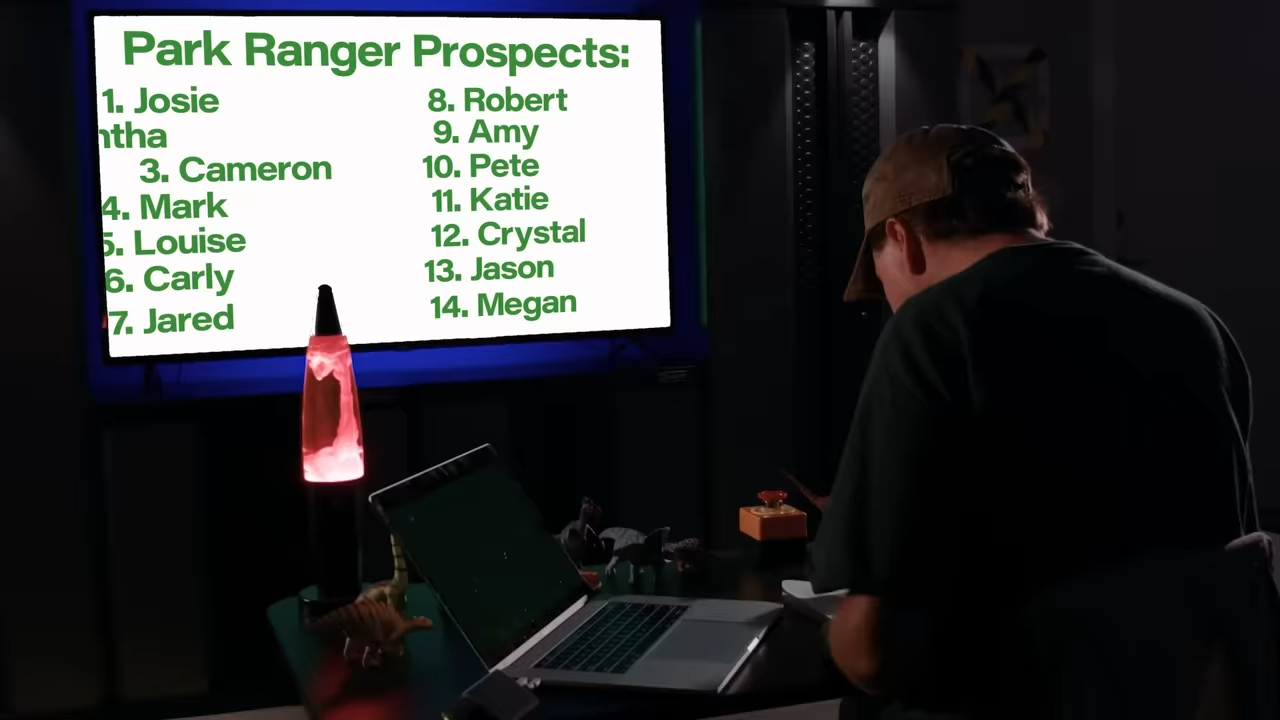 Park Ranger Prospects:
1. Josie
ntha
3. Cameron
4. Mark
5. Louise
6. Carly
7. Jared
8. Robert
9. Amy
10. Pete
11. Katie
12. Crystal
13. Jason
14. Megan